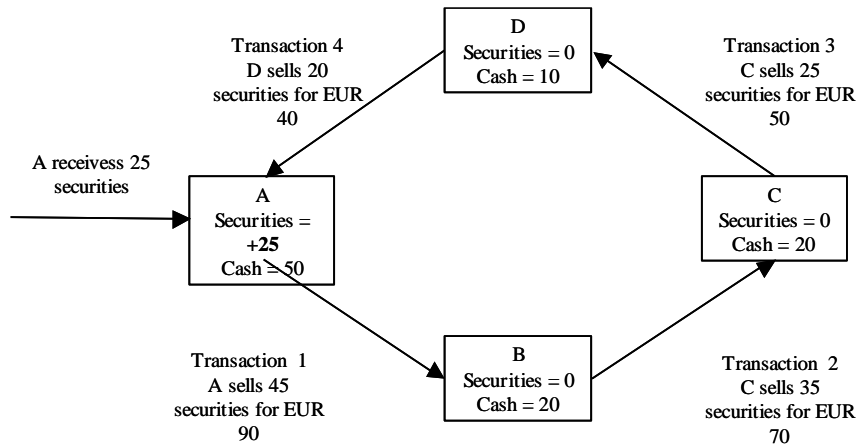 D
Securities = 0
Cash = 10
Transaction 4
D sells 20
securities for EUR
40
Transaction 3
C sells 25
securities for EUR
50
A receivess 25
securities
A
Securities =
+25
Cash = 50
C
Securities = 0
Cash = 20
B
Securities = 0
Cash = 20
Transaction 1
A sells 45
securities for EUR
90
Transaction 2
C sells 35
securities for EUR
70